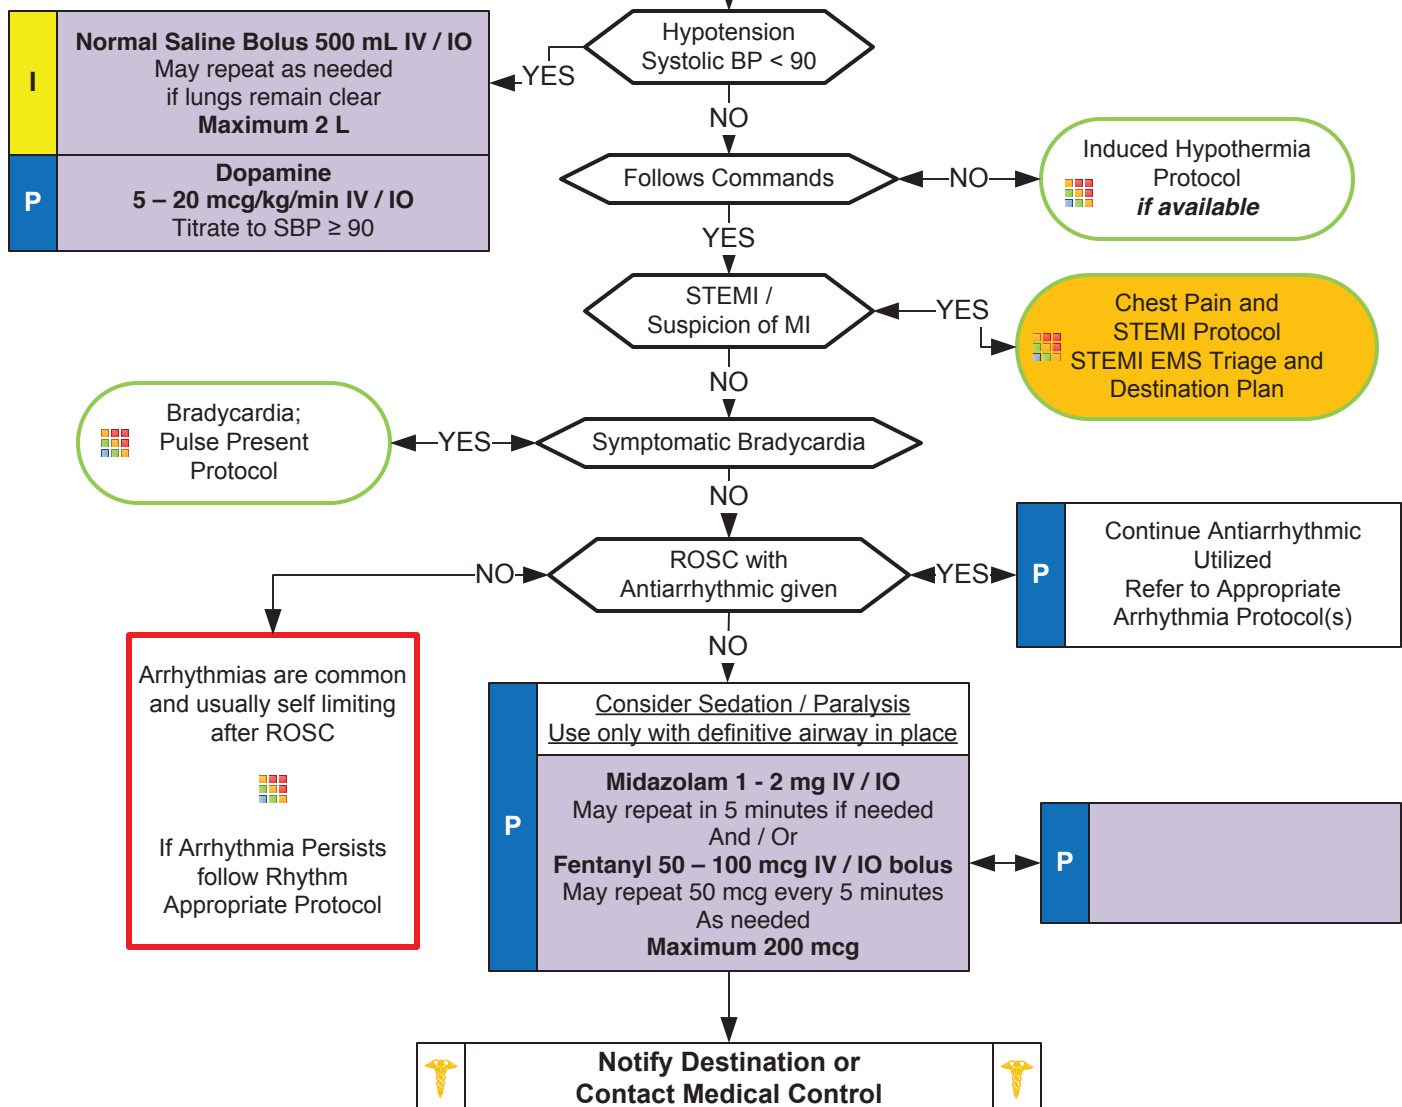 Hypotension
Systolic BP < 90
YES
I
Normal Saline Bolus 500 mL IV / IO
May repeat as needed
if lungs remain clear
Maximum 2 L
P
Dopamine
5 – 20 mcg/kg/min IV / IO
Titrate to SBP ≥ 90
NO
Follows Commands
NO
Induced Hypothermia
Protocol
if available
YES
STEMI /
Suspicion of MI
YES
Chest Pain and
STEMI Protocol
STEMI EMS Triage and
Destination Plan
NO
Symptomatic Bradycardia
YES
Bradycardia;
Pulse Present
Protocol
NO
ROSC with
Antiarrhythmic given
YES
P
Continue Antiarrhythmic
Utilized
Refer to Appropriate
Arrhythmia Protocol(s)
NO
Arrhythmias are common
and usually self limiting
after ROSC
If Arrhythmia Persists
follow Rhythm
Appropriate Protocol
NO
P
Consider Sedation / Paralysis
Use only with definitive airway in place
Midazolam 1 - 2 mg IV / IO
May repeat in 5 minutes if needed
And / Or
Fentanyl 50 – 100 mcg IV / IO bolus
May repeat 50 mcg every 5 minutes
As needed
Maximum 200 mcg
P
Notify Destination or
Contact Medical Control